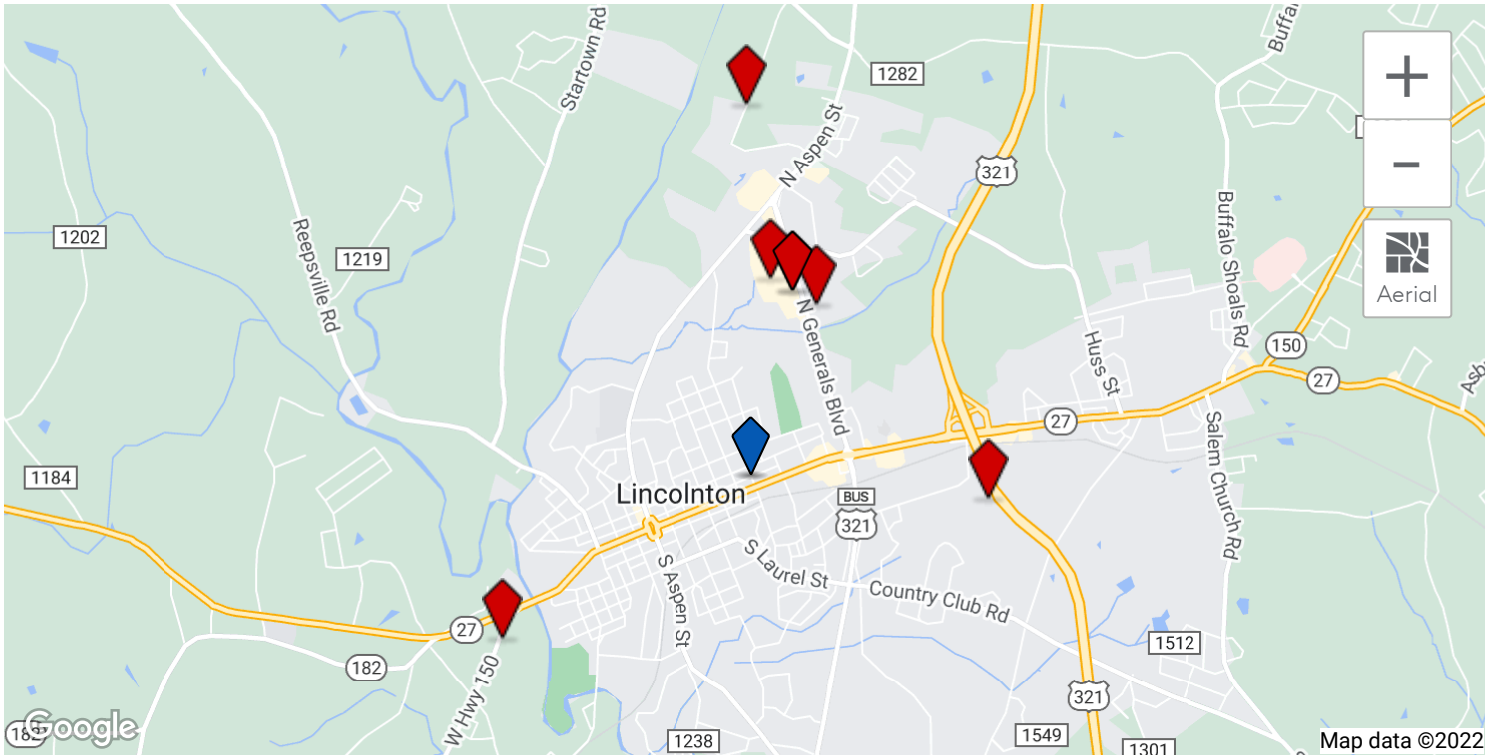 Startown Rd
Buffal
1282
+
N Aspen St
321
−
1202
Reepsville Rd
1219
Buffalo Shoals Rd
Aerial
N Generals Blvd
Huss St
150
27
27
Salem Church Rd
1184
Lincolnton
BUS
321
S Laurel St
S Aspen St
Country Club Rd
27
182
W Hwy 150
1512
321
182
Google
1238
1549
1301
Map data ©2022